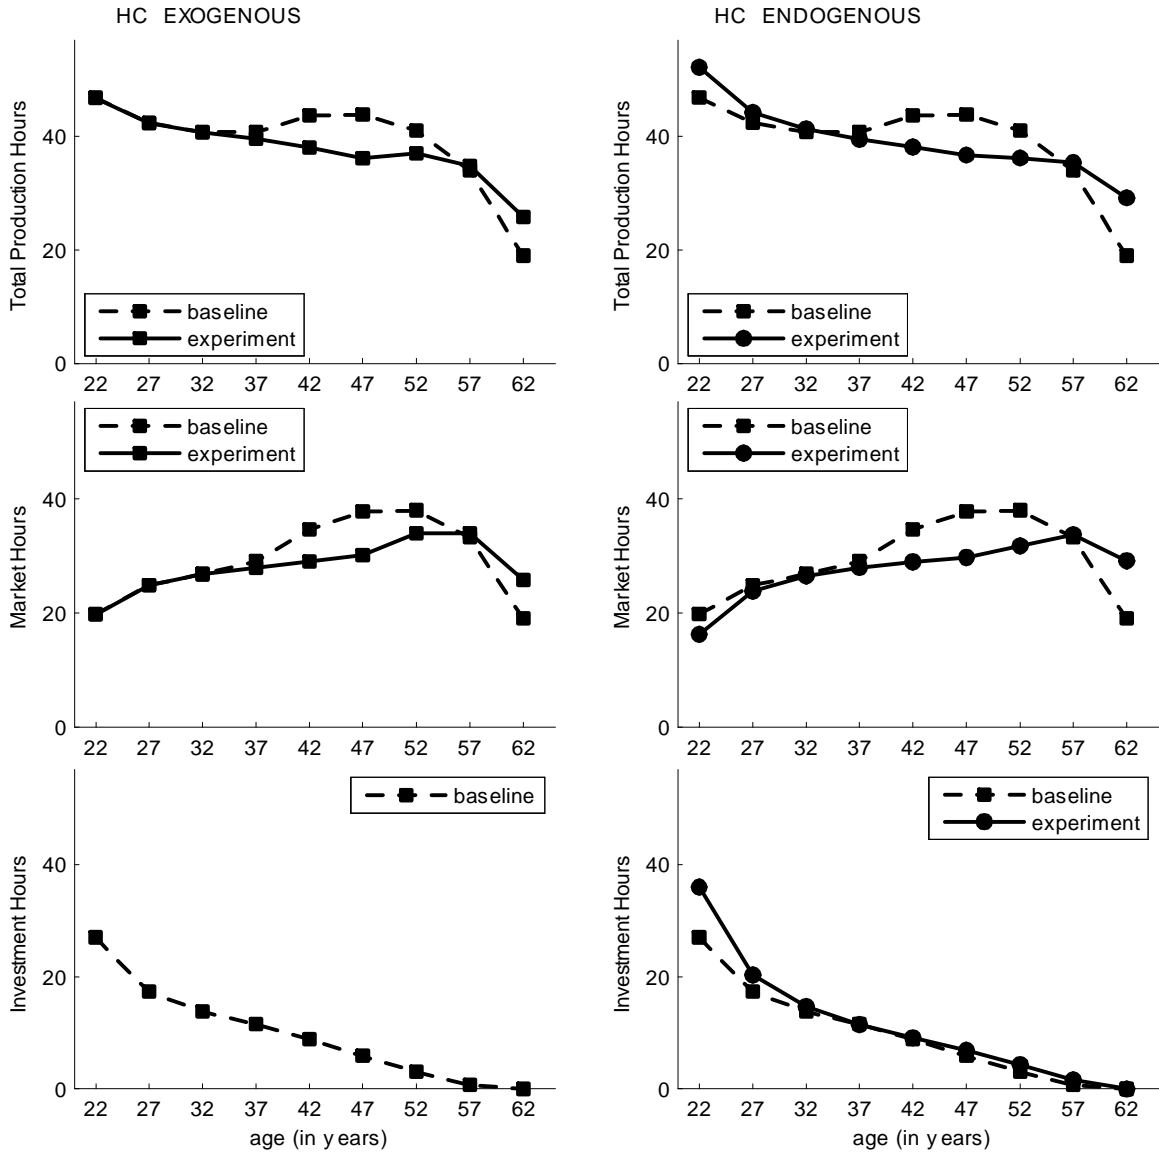 HC EXOGENOUS
Total Production Hours
40
20
0
baseline
experiment
22 27 32 37 42 47 52 57 62
HC ENDOGENOUS
Total Production Hours
40
20
0
baseline
experiment
22 27 32 37 42 47 52 57 62
Market Hours
baseline
experiment
40
20
0
22 27 32 37 42 47 52 57 62
Market Hours
baseline
experiment
40
20
0
22 27 32 37 42 47 52 57 62
Investment Hours
baseline
40
20
0
22 27 32 37 42 47 52 57 62
age (in years)
Investment Hours
baseline
experiment
40
20
0
22 27 32 37 42 47 52 57 62
age (in years)